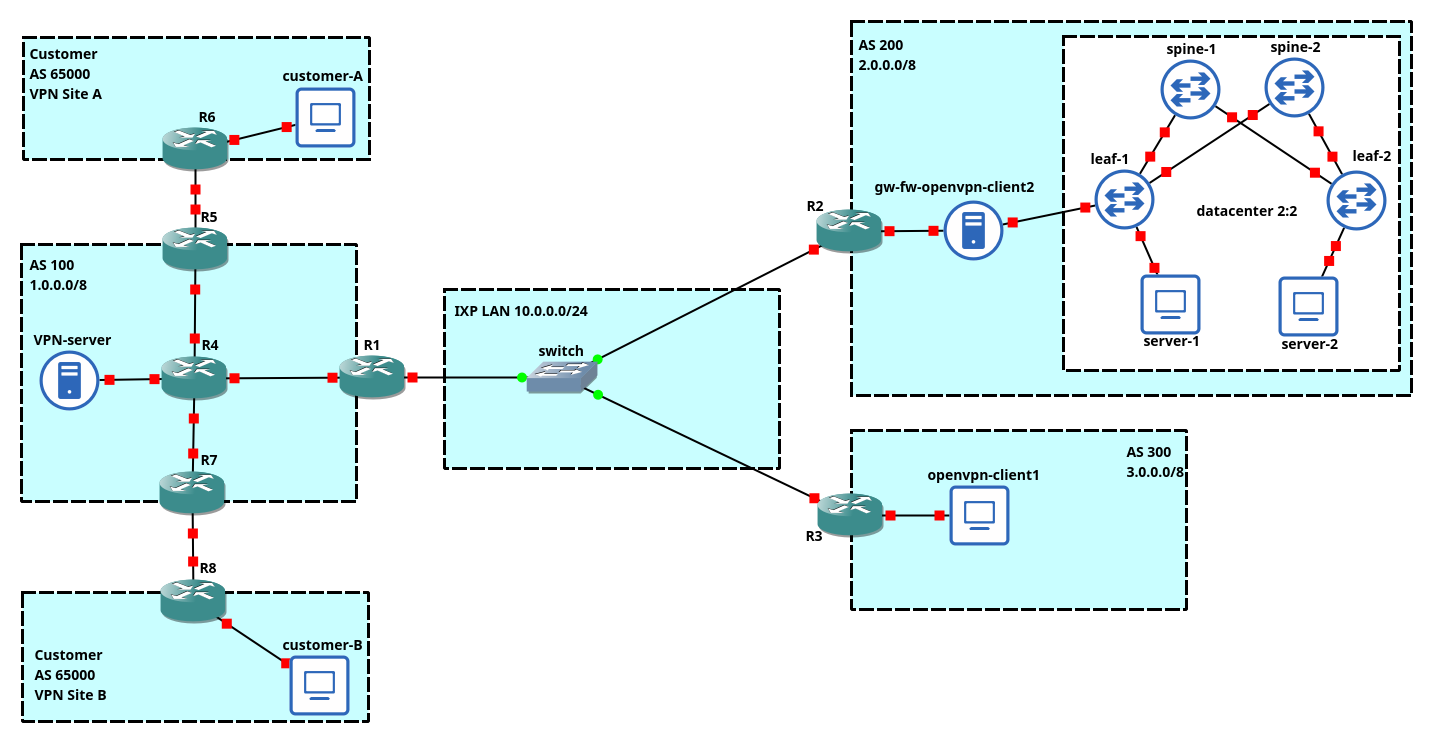 Customer
AS 65000
VPN Site A
customer-A
R6
R5
AS 100
1.0.0.0/8
VPN-server
R4
R1
R7
R8
customer-B
Customer
AS 65000
VPN Site B
IXP LAN 10.0.0.0/24
switch
AS 200
2.0.0.0/8
spine-1
spine-2
leaf-1
leaf-2
gw-fw-openvpn-client2
R2
datacenter 2:2
server-1
server-2
AS 300
3.0.0.0/8
openvpn-client1
R3